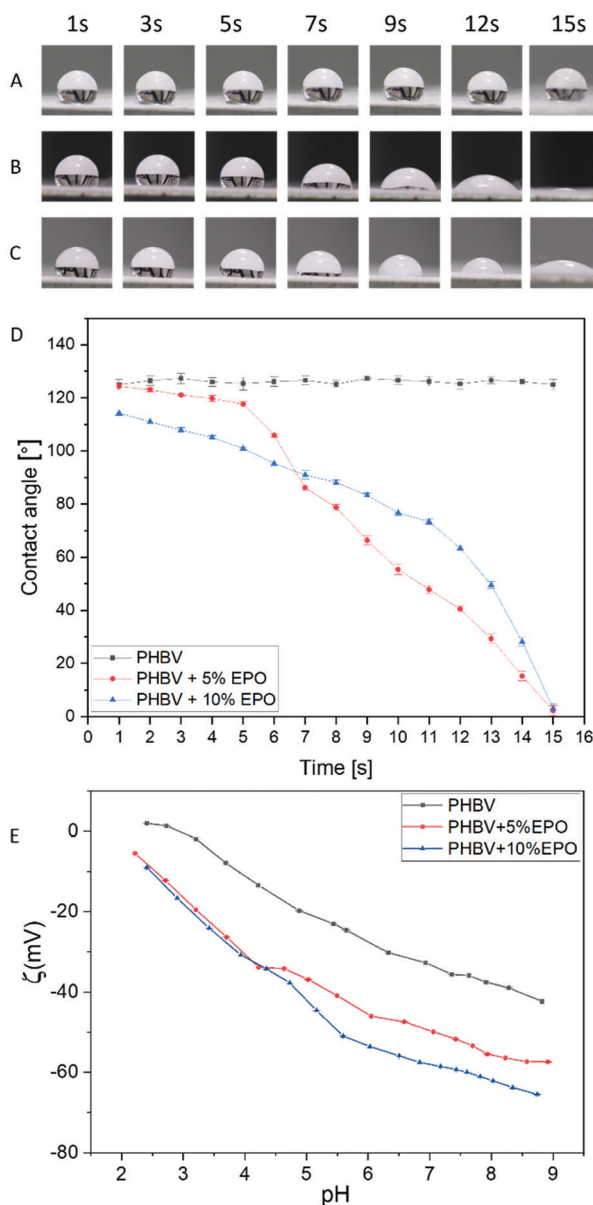 1s 3s 5s 7s 9s 12s 15s
A
B
C
D
140
120
100
80
60
40
20
0
Contact angle [°]
PHBV
PHBV + 5% EPO
PHBV + 10% EPO
0 1 2 3 4 5 6 7 8 9 10 11 12 13 14 15 16
Time [s]
E
0
-20
-40
-60
-80
ζ(mV)
PHBV
PHBV+5%EPO
PHBV+10%EPO
2 3 4 5 6 7 8 9
pH